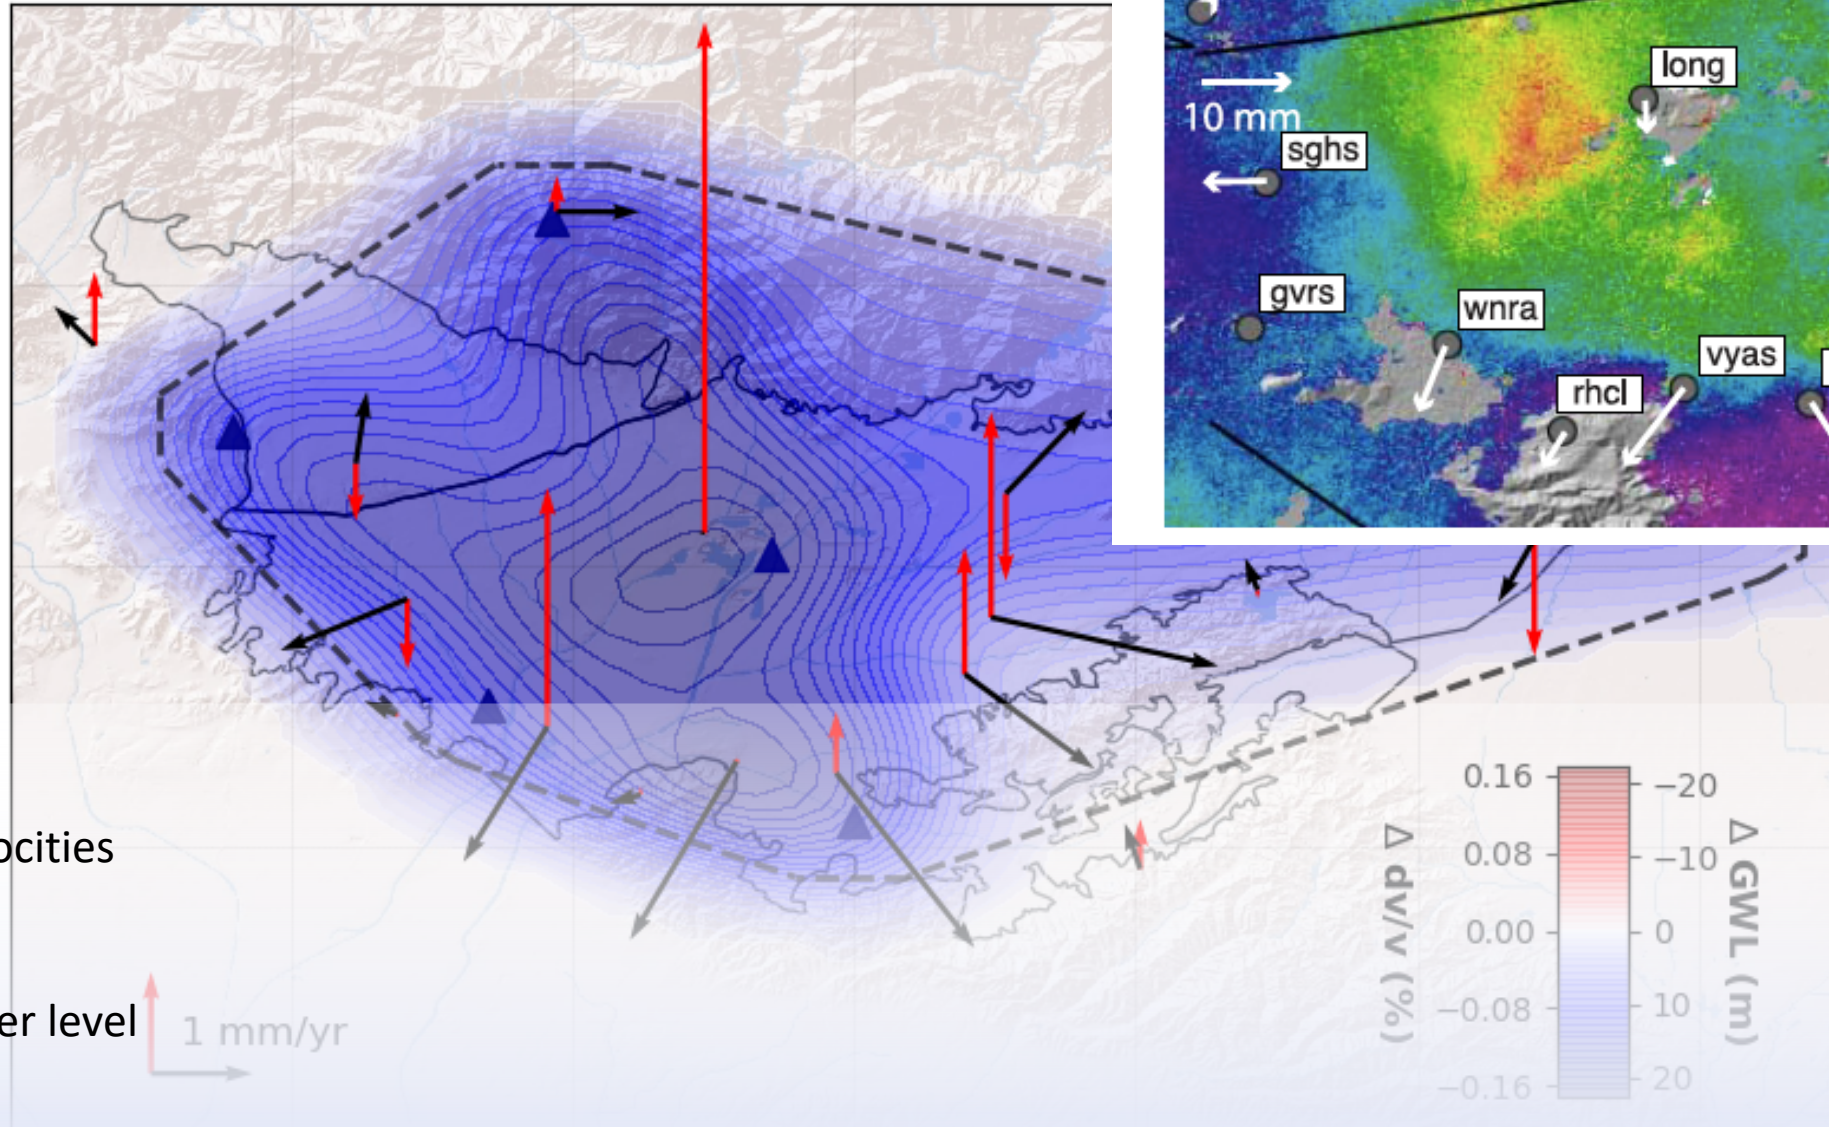 long
10 mm
sghs
gvrs
wnra
vyas
rhcl
ocities
er level
1 mm/yr
0.16
0.08
0.00
−0.08
−0.16
Δ dv/v (%)
−20
−10
0
10
20
Δ GWL (m)